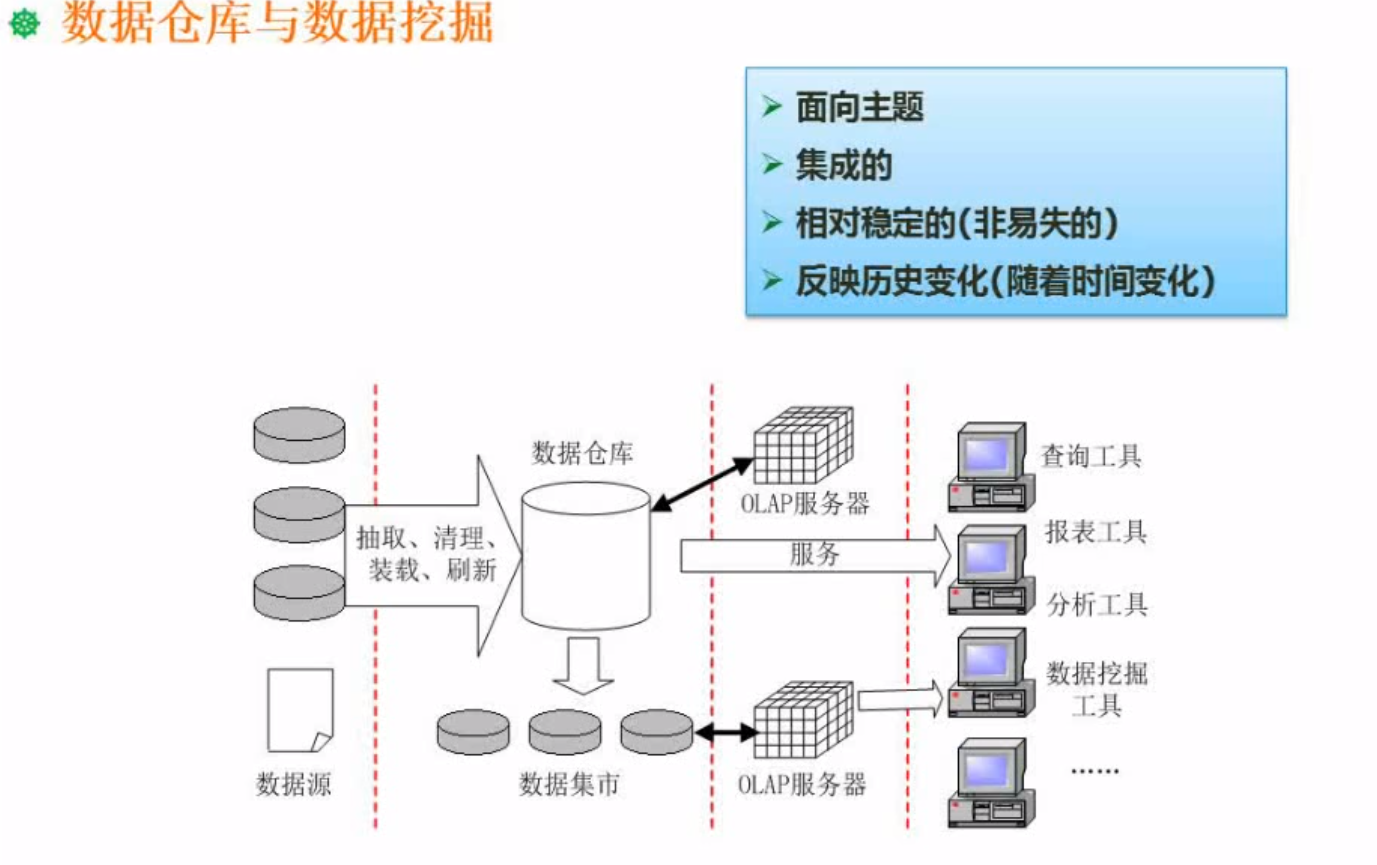 数据仓库与数据挖掘
面向主题
集成的
相对稳定的(非易失的)
反映历史变化(随着时间变化)
数据仓库
OLAP服务器
查询工具
抽取、清理、
装载、刷新
服务
报表工具
分析工具
数据挖掘
工具
数据源
数据集市
OLAP服务器
……